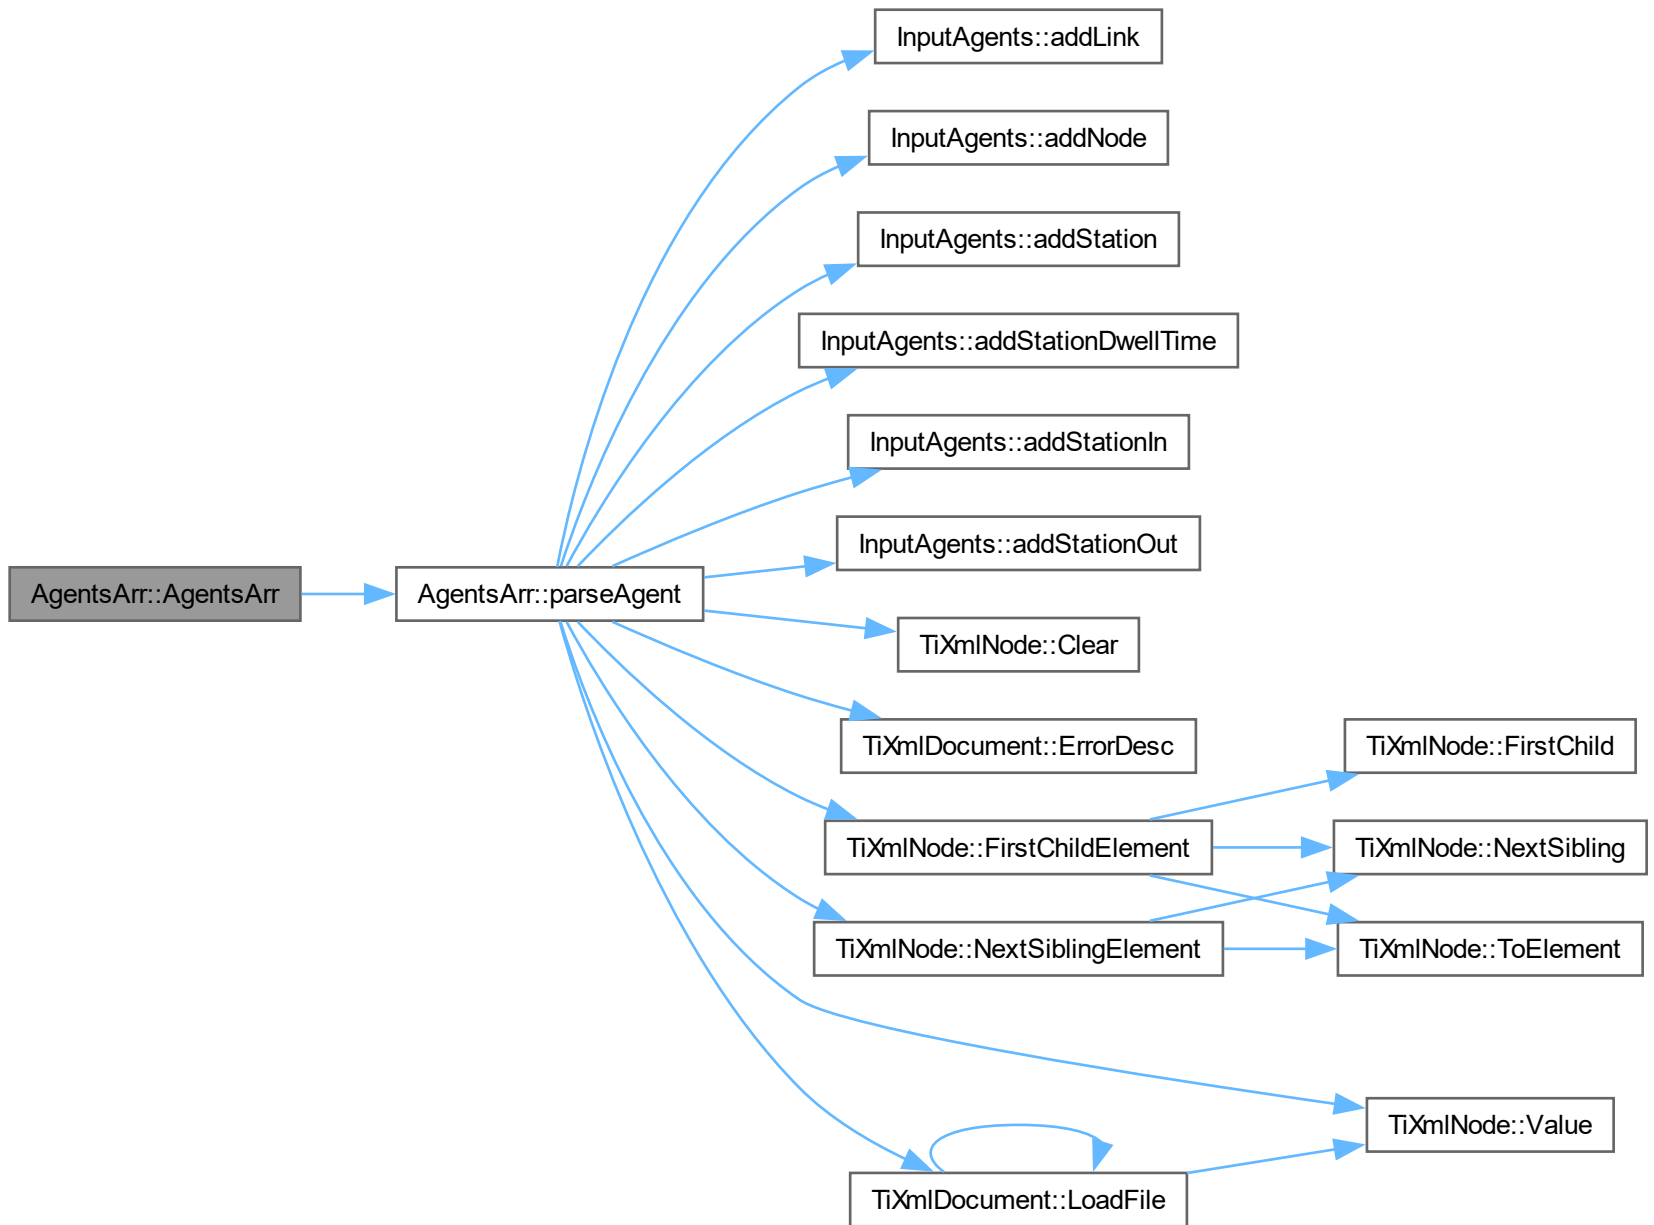 InputAgents::addLink
InputAgents::addNode
InputAgents::addStation
InputAgents::addStationDwellTime
InputAgents::addStationIn
InputAgents::addStationOut
AgentsArr::AgentsArr
AgentsArr::parseAgent
TiXmlNode::Clear
TiXmlDocument::ErrorDesc
TiXmlNode::FirstChild
TiXmlNode::FirstChildElement
TiXmlNode::NextSibling
TiXmlNode::NextSiblingElement
TiXmlNode::ToElement
TiXmlNode::Value
TiXmlDocument::LoadFile